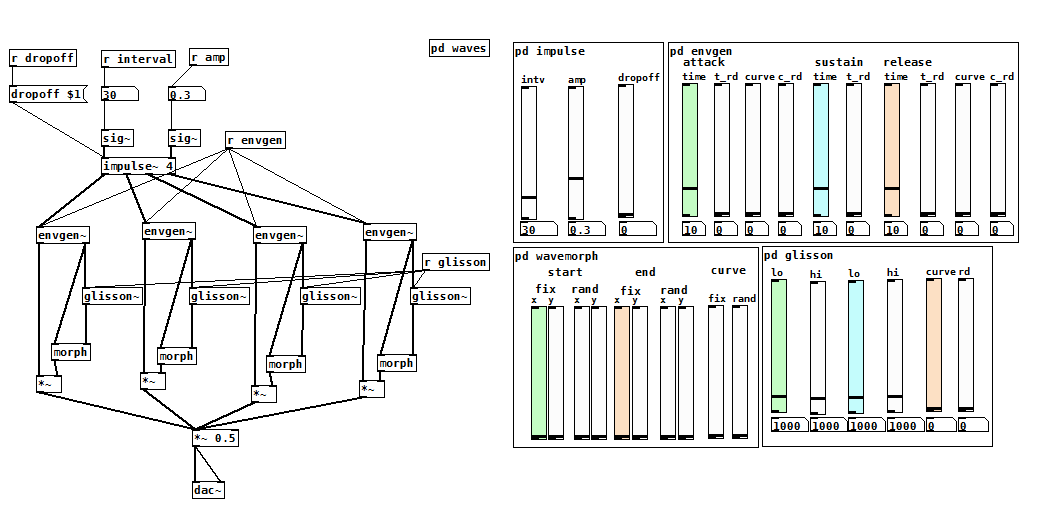 r dropoff
r interval
r amp
dropoff $1
30
0.3
sig~
sig~
r envgen
impulse~ 4
envgen~
envgen~
envgen~
envgen~
r glisson
glisson~
glisson~
glisson~
glisson~
morph
morph
morph
morph
*~
*~
*~
*~
*~ 0.5
dac~
pd waves
pd impulse
intv amp dropoff
30 0.3 0
pd envgen
attack sustain release
time t_rd curve c_rd time t_rd time t_rd curve c_rd
10 0 0 0 10 0 10 0 0 0
pd wavemorph
start end curve
fix rand fix rand
x y x y x y x y fix rand
pd glisson
lo hi lo hi curve rd
1000 1000 1000 1000 0 0